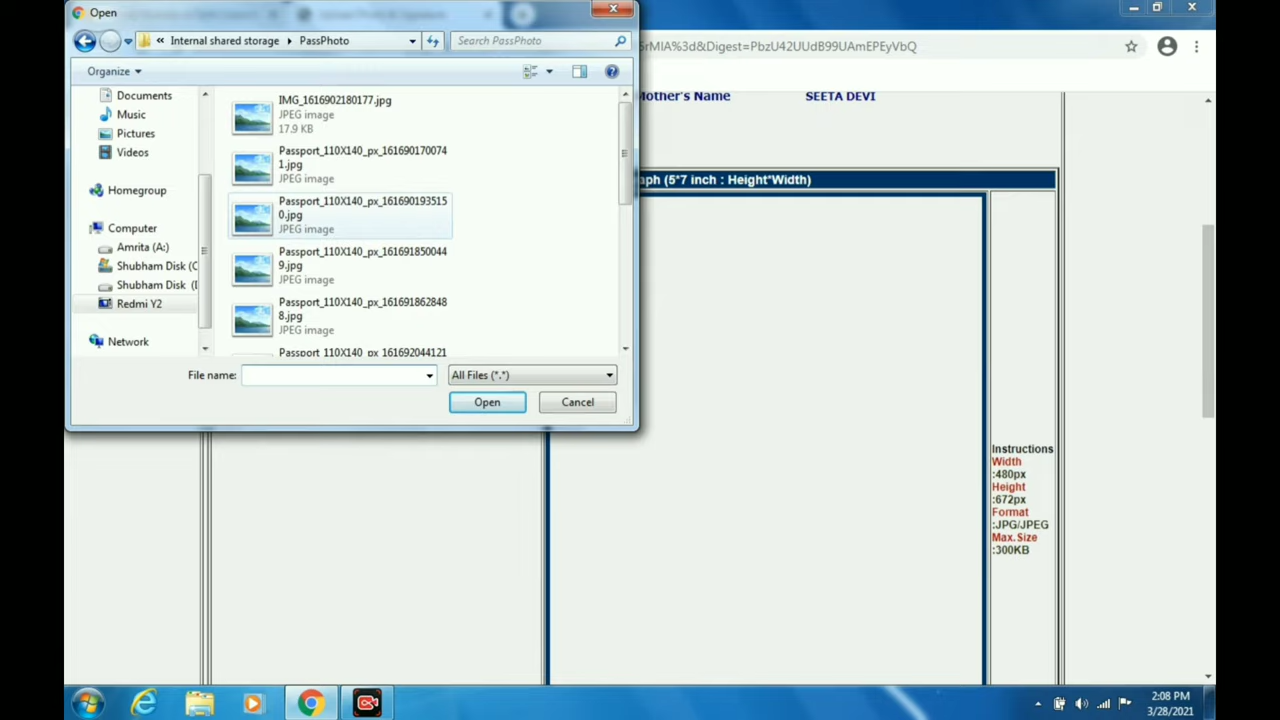 Open
Internal shared storage
PassPhoto
Search PassPhoto
6rMIA%3d&Digest=PbzU42UUdB99UAmEPEyVbQ
Organize
Documents
Music
Pictures
Videos
Homegroup
Computer
Amrita (A:)
Shubham Disk (C
Shubham Disk (
Redmi Y2
Network
IMG_1616902180177.jpg
JPEG image
17.9 KB
Passport_110X140_px_161690170074
1.jpg
JPEG image
Passport_110X140_px_161690193515
0.jpg
JPEG image
Passport_110X140_px_161691850044
9.jpg
JPEG image
Passport_110X140_px_161691862848
8.jpg
JPEG image
Passport_110X140_px_161692044121
File name:
All Files (*.*)
Open
Cancel
Mother's Name
SEETA DEVI
aph (5*7 inch : Height*Width)
Instructions
Width
:480px
Height
:672px
Format
:JPG/JPEG
Max.Size
:300KB
2:08 PM
3/28/2021